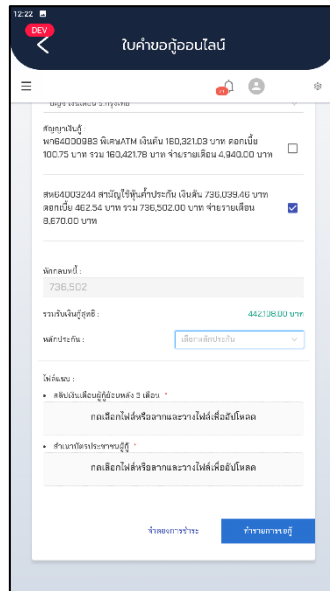 12:22
DEV
ใบคำขอกู้ออนไลน์
สัญญาเงินกู้ :
พก64000983 พิเศษATM เงินต้น 160,321.03 บาท ดอกเบี้ย
100.75 บาท รวม 160,421.78 บาท จ่ายรายเดือน 4,940.00 บาท
สห64003244 สามัญใช้หุ้นค้ำประกัน เงินต้น 736,039.46 บาท
ดอกเบี้ย 462.54 บาท รวม 736,502.00 บาท จ่ายรายเดือน
8,670.00 บาท
หักกลบหนี้ :
736,502
รวมรับเงินกู้สุทธิ : 442,108.00 บาท
หลักประกัน : เลือกหลักประกัน
ไฟล์แนบ :
• สลิปเงินเดือนผู้กู้ย้อนหลัง 3 เดือน *
กดเลือกไฟล์หรือลากและวางไฟล์เพื่ออัปโหลด
• สำเนาบัตรประชาชนผู้กู้ *
กดเลือกไฟล์หรือลากและวางไฟล์เพื่ออัปโหลด
จำลองการชำระ ทำรายการขอกู้